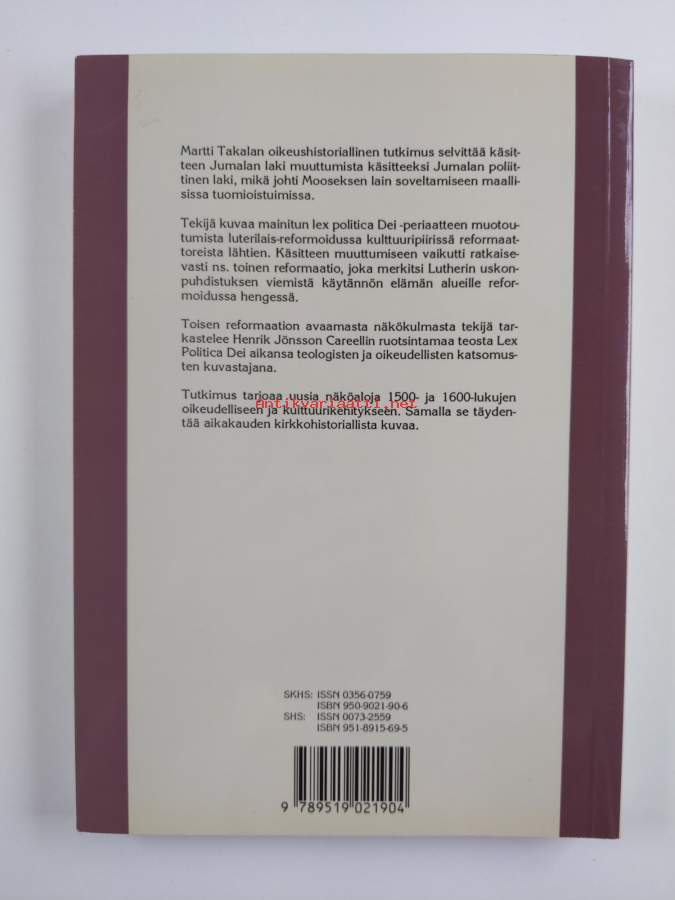 Martti Takalan oikeushistoriallinen tutkimus selvittää käsit-
teen Jumalan laki muuttumista käsitteeksi Jumalan poliit-
tinen laki, mikä johti Mooseksen lain soveltamiseen maalli-
sissa tuomioistuimissa.
Tekijä kuvaa mainitun lex politica Dei -periaatteen muotou-
tumista luterilais-reformoidussa kulttuuripiirissä reformaat-
toreista lähtien. Käsitteen muuttumiseen vaikutti ratkaise-
vasti ns. toinen reformaatio, joka merkitsi Lutherin uskon-
puhdistuksen viemistä käytännön elämän alueille refor-
moidussa hengessä.
Toisen reformaation avaamasta näkökulmasta tekijä tar-
kastelee Henrik Jönsson Careellin ruotsintamaa teosta Lex
Politica Dei aikansa teologisten ja oikeudellisten katsomus-
ten kuvastajana.
Tutkimus tarjoaa uusia näköaloja 1500- ja 1600-lukujen
antikvariaatti.net
oikeudelliseen ja kulttuurikehitykseen. Samalla se täyden-
tää aikakauden kirkkohistoriallista kuvaa.
SKHS: ISSN 0356-0759
ISBN 950-9021-90-6
SHS: ISSN 0073-2559
ISBN 951-8915-69-5
9 789519 021904